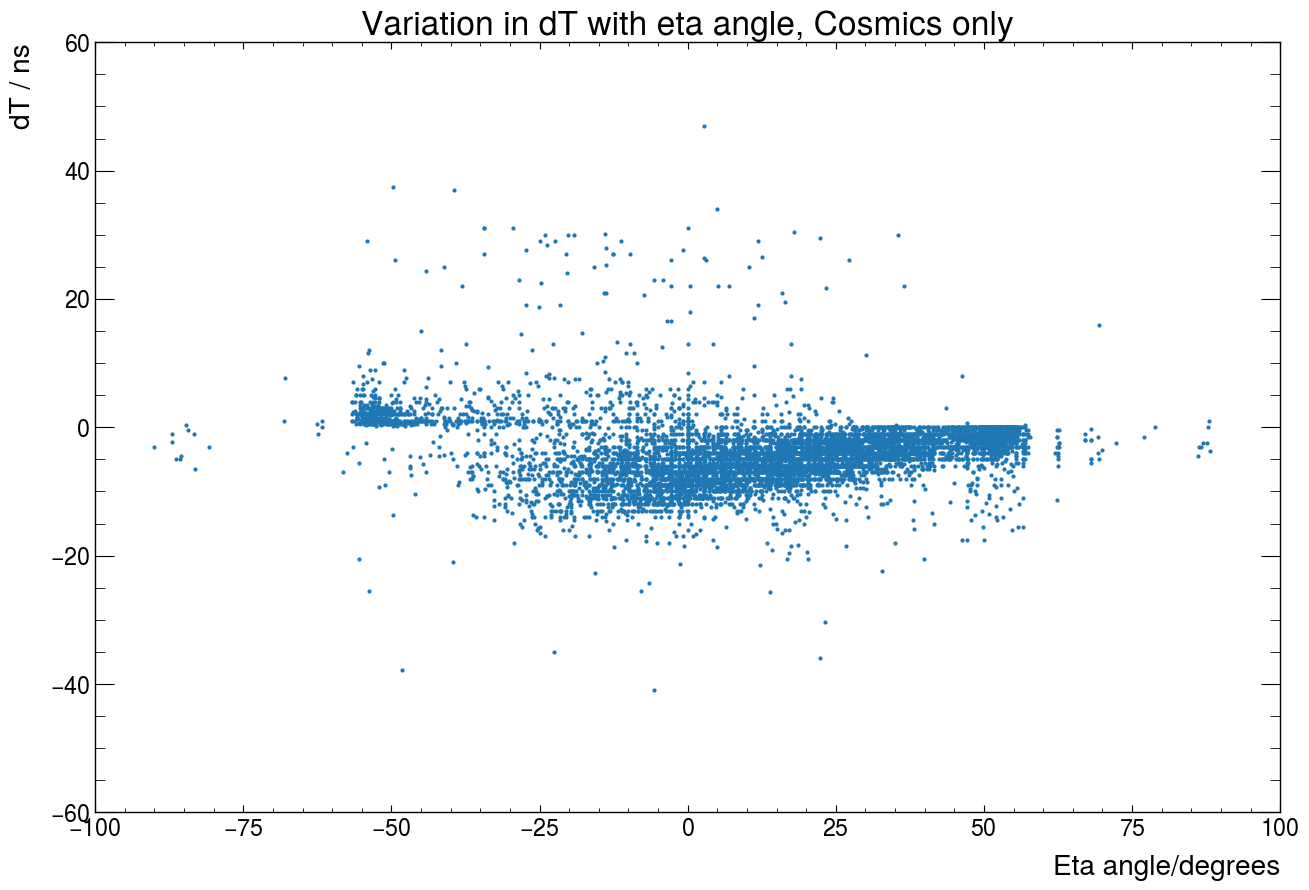 Variation in dT with eta angle, Cosmics only
dT / ns
60
40
20
0
−20
−40
−60
−100 −75 −50 −25 0 25 50 75 100
Eta angle/degrees